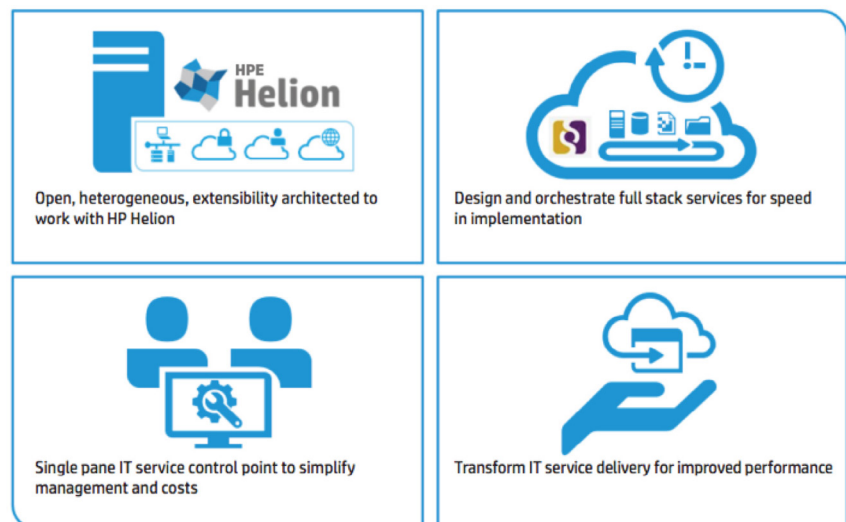 HPE
Helion
Open, heterogeneous, extensibility architected to
work with HP Helion
Design and orchestrate full stack services for speed
in implementation
Single pane IT service control point to simplify
management and costs
Transform IT service delivery for improved performance